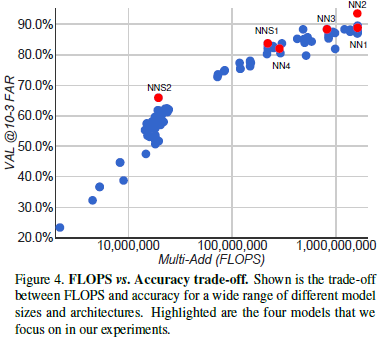 NN2
90.0%
NN3
NNS1
80.0%
NN4
NN1
70.0%
NNS2
60.0%
50.0%
40.0%
30.0%
20.0%
VAL @10-3 FAR
10,000,000 100,000,000 1,000,000,000
Multi-Add (FLOPS)
Figure 4. FLOPS vs. Accuracy trade-off. Shown is the trade-off
between FLOPS and accuracy for a wide range of different model
sizes and architectures. Highlighted are the four models that we
focus on in our experiments.